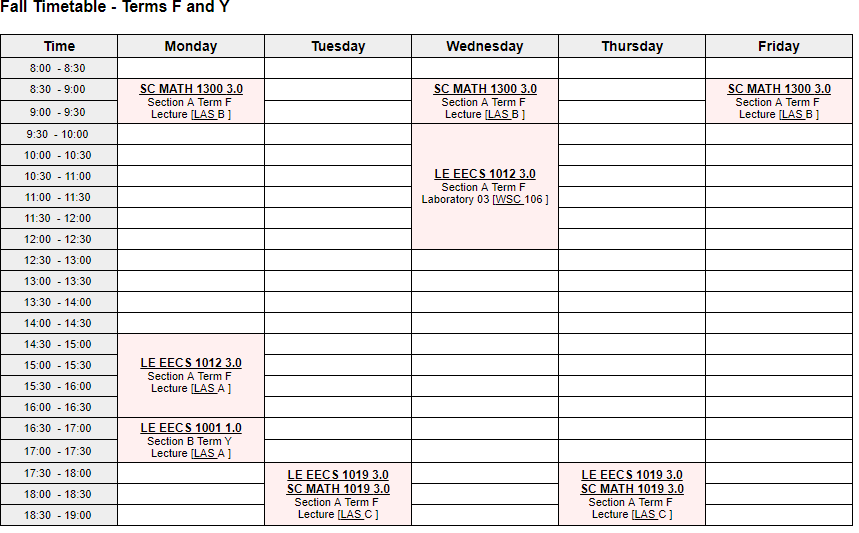 Fall Timetable - Terms F and Y
Time Monday Tuesday Wednesday Thursday Friday
8:00 - 8:30
8:30 - 9:00
9:00 - 9:30
SC MATH 1300 3.0
Section A Term F
Lecture [LAS B ]
SC MATH 1300 3.0
Section A Term F
Lecture [LAS B ]
SC MATH 1300 3.0
Section A Term F
Lecture [LAS B ]
9:30 - 10:00
10:00 - 10:30
10:30 - 11:00
11:00 - 11:30
11:30 - 12:00
12:00 - 12:30
LE EECS 1012 3.0
Section A Term F
Laboratory 03 [WSC 106 ]
12:30 - 13:00
13:00 - 13:30
13:30 - 14:00
14:00 - 14:30
14:30 - 15:00
15:00 - 15:30
15:30 - 16:00
16:00 - 16:30
LE EECS 1012 3.0
Section A Term F
Lecture [LAS A ]
16:30 - 17:00
17:00 - 17:30
LE EECS 1001 1.0
Section B Term Y
Lecture [LAS A ]
17:30 - 18:00
18:00 - 18:30
18:30 - 19:00
LE EECS 1019 3.0
SC MATH 1019 3.0
Section A Term F
Lecture [LAS C ]
LE EECS 1019 3.0
SC MATH 1019 3.0
Section A Term F
Lecture [LAS C ]